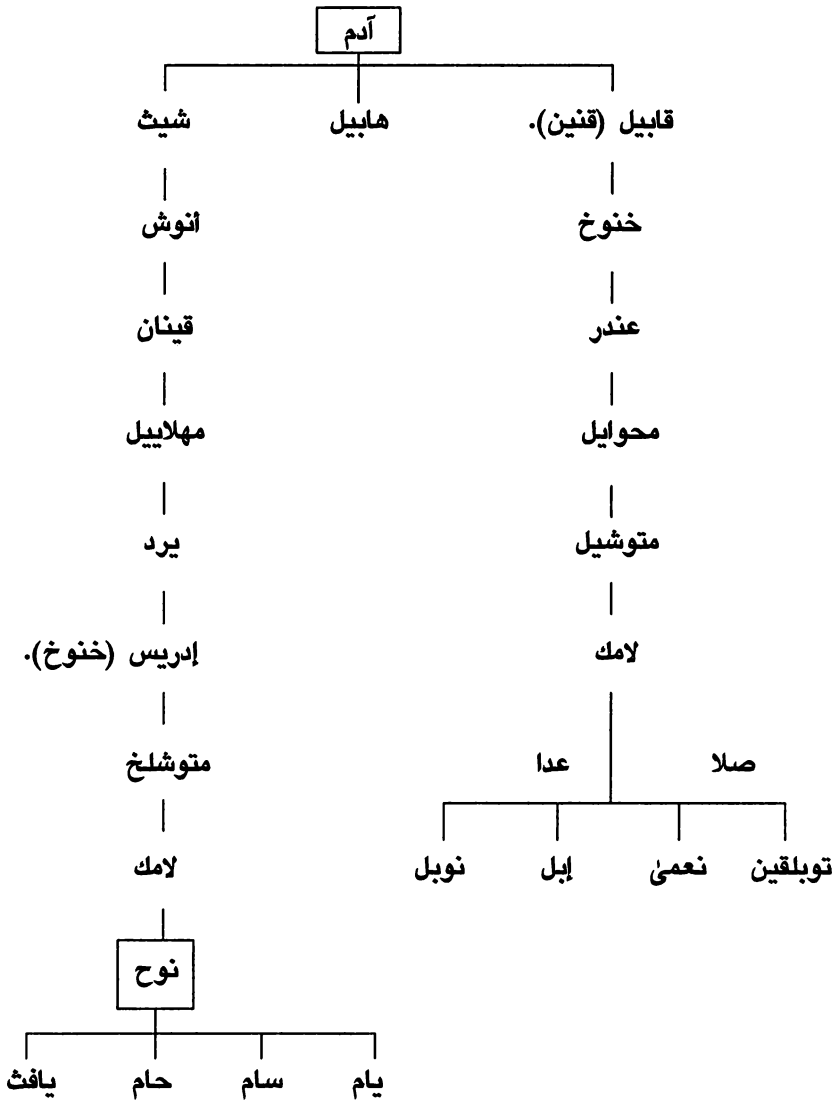 آدم
قابيل (قنين). هابيل شيث
خنوخ أنوش
عندر قينان
محوايل مهلاييل
متوشيل يرد
لامك إدريس (خنوخ).
صلا عدا متوشلخ
توبلقين نعمىٰ إبل نوبل لامك
نوح
يام سام حام يافث